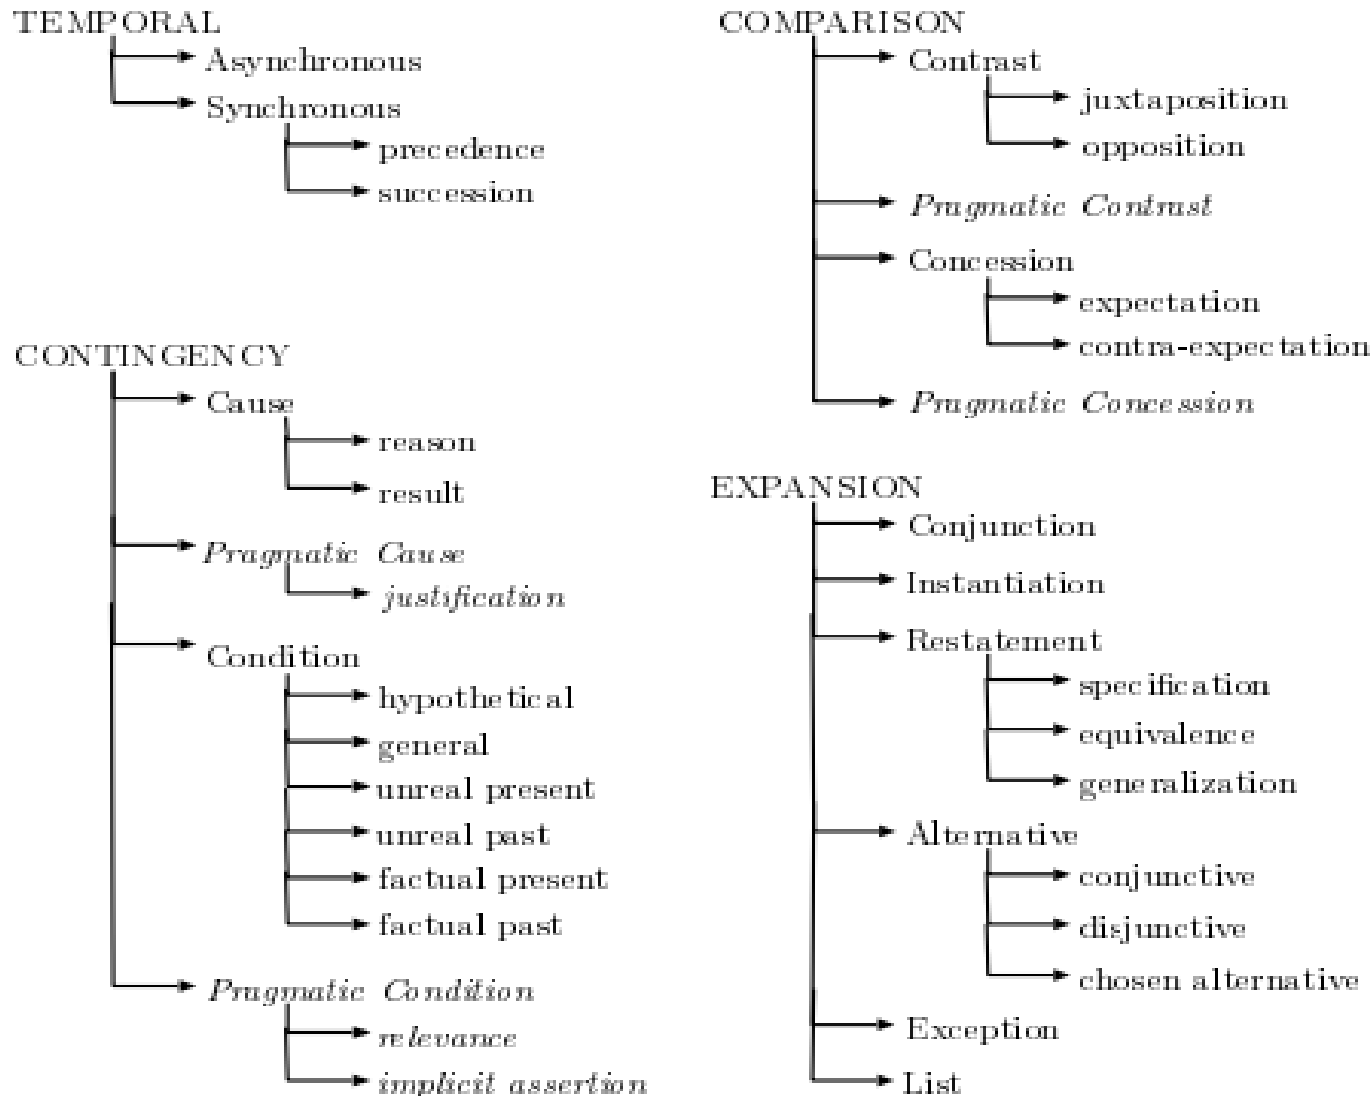 TEMPORAL
Asynchronous
Synchronous
precedence
succession
CONTINGENCY
Cause
reason
result
Pragmatic Cause
justification
Condition
hypothetical
general
unreal present
unreal past
factual present
factual past
Pragmatic Condition
relevance
implicit assertion
COMPARISON
Contrast
juxtaposition
opposition
Pragmatic Contrast
Concession
expectation
contra-expectation
Pragmatic Concession
EXPANSION
Conjunction
Instantiation
Restatement
specification
equivalence
generalization
Alternative
conjunctive
disjunctive
chosen alternative
Exception
List